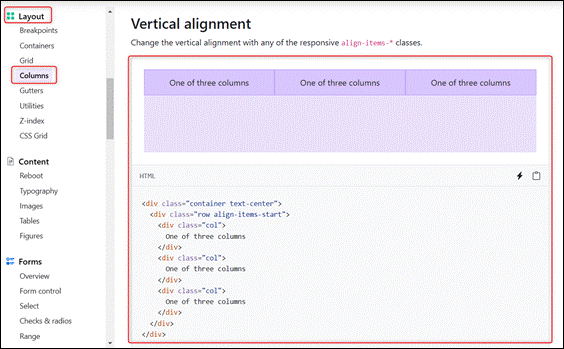 Layout
Breakpoints
Containers
Grid
Columns
Gutters
Utilities
Z-index
CSS Grid
Content
Reboot
Typography
Images
Tables
Figures
Forms
Overview
Form control
Select
Checks & radios
Range
Vertical alignment
Change the vertical alignment with any of the responsive align-items-* classes.
One of three columns One of three columns One of three columns
HTML
<div class="container text-center">
  <div class="row align-items-start">
    <div class="col">
      One of three columns
    </div>
    <div class="col">
      One of three columns
    </div>
    <div class="col">
      One of three columns
    </div>
  </div>
</div>